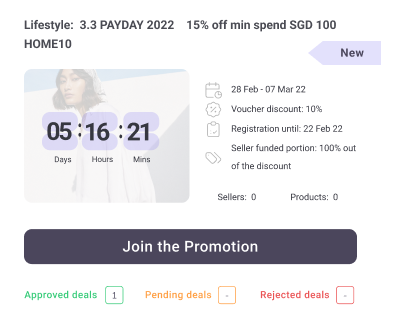 Lifestyle: 3.3 PAYDAY 2022 15% off min spend SGD 100
HOME10
New
05 : 16 : 21
Days Hours Mins
28 Feb - 07 Mar 22
Voucher discount: 10%
Registration until: 22 Feb 22
Seller funded portion: 100% out
of the discount
Sellers: 0 Products: 0
Join the Promotion
Approved deals 1 Pending deals - Rejected deals -